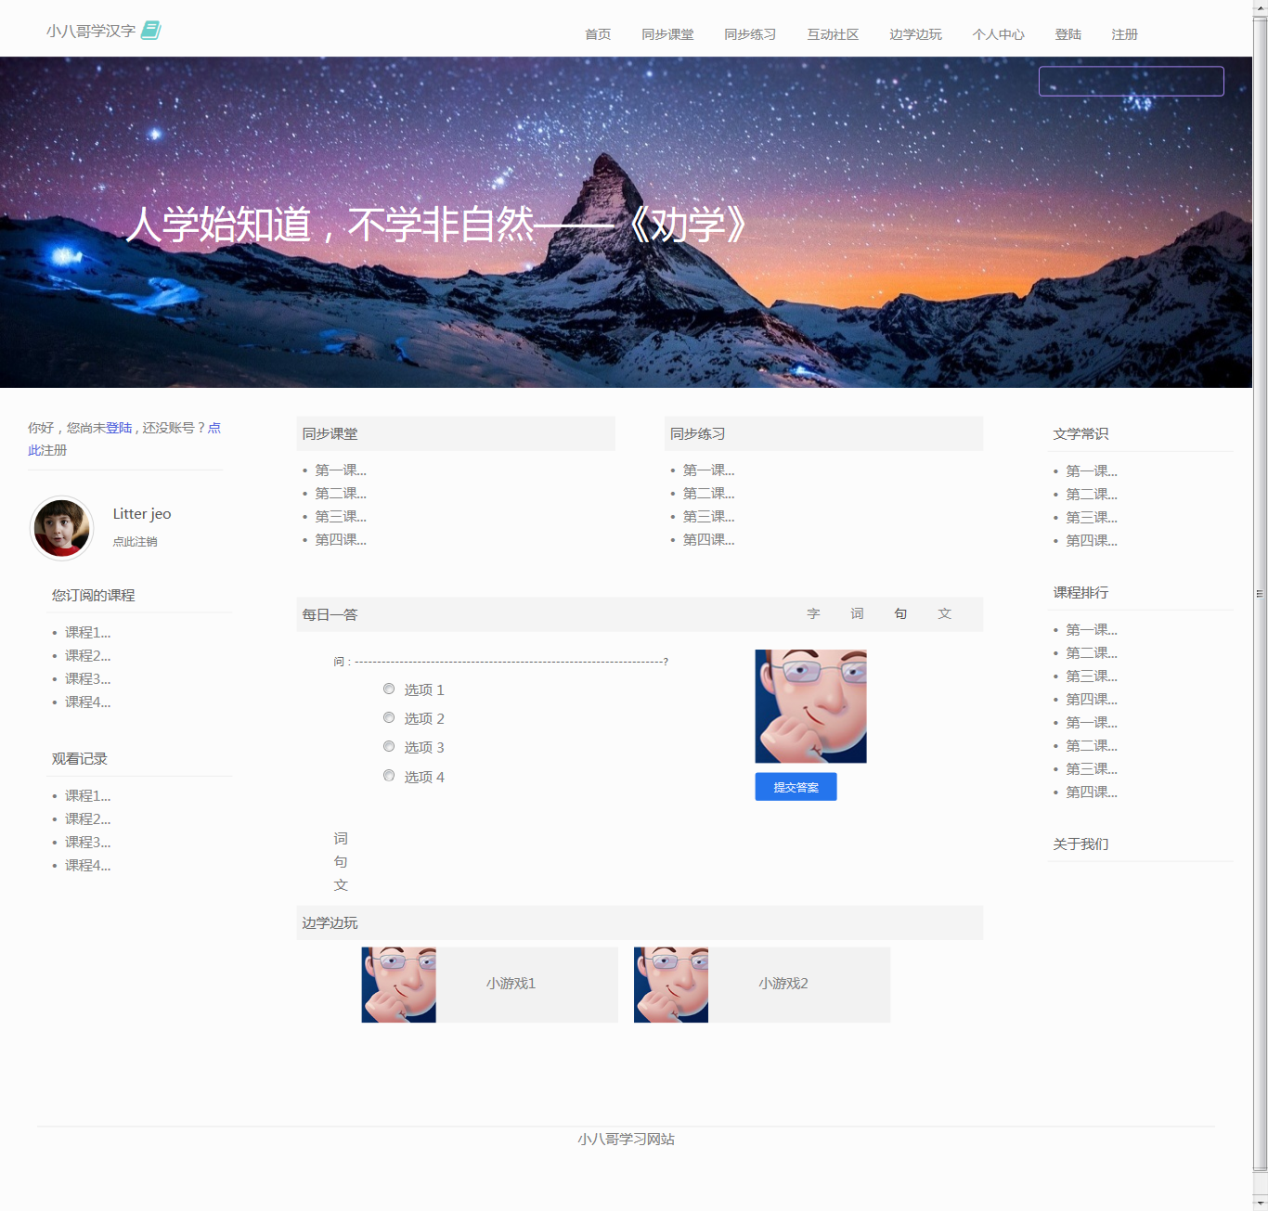 小八哥学汉字
首页 同步课堂 同步练习 互动社区 边学边玩 个人中心 登陆 注册
人学始知道，不学非自然——《劝学》
你好，您尚未登陆，还没账号？点
此注册
Litter jeo
点此注销
您订阅的课程
• 课程1...
• 课程2...
• 课程3...
• 课程4...
观看记录
• 课程1...
• 课程2...
• 课程3...
• 课程4...
同步课堂
• 第一课...
• 第二课...
• 第三课...
• 第四课...
同步练习
• 第一课...
• 第二课...
• 第三课...
• 第四课...
每日一答 字 词 句 文
问：---------------------------------------------------------------------?
选项 1
选项 2
选项 3
选项 4
提交答案
词
句
文
边学边玩
小游戏1
小游戏2
文学常识
• 第一课...
• 第二课...
• 第三课...
• 第四课...
课程排行
• 第一课...
• 第二课...
• 第三课...
• 第四课...
• 第一课...
• 第二课...
• 第三课...
• 第四课...
关于我们
小八哥学习网站